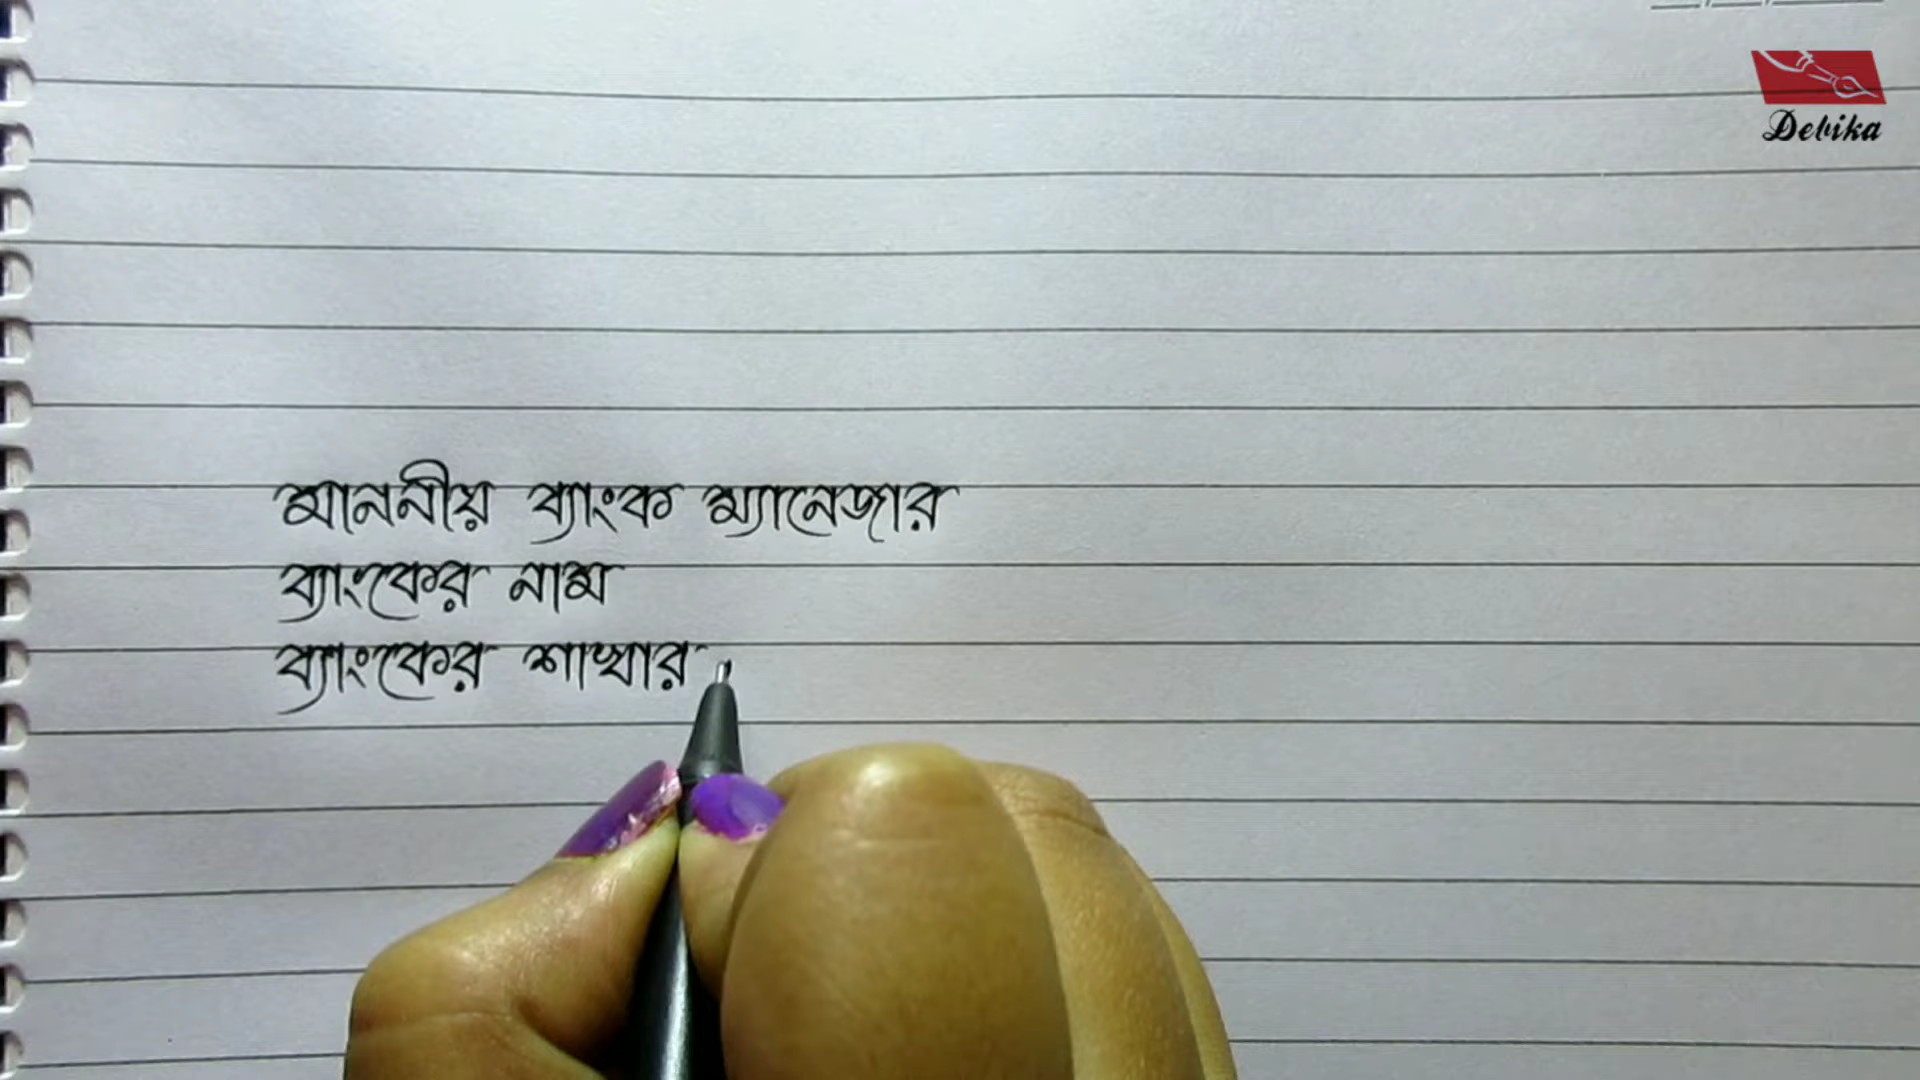 Debika
মাননীয় ব্যাংক ম্যানেজার
ব্যাংকের নাম
ব্যাংকের শাখার